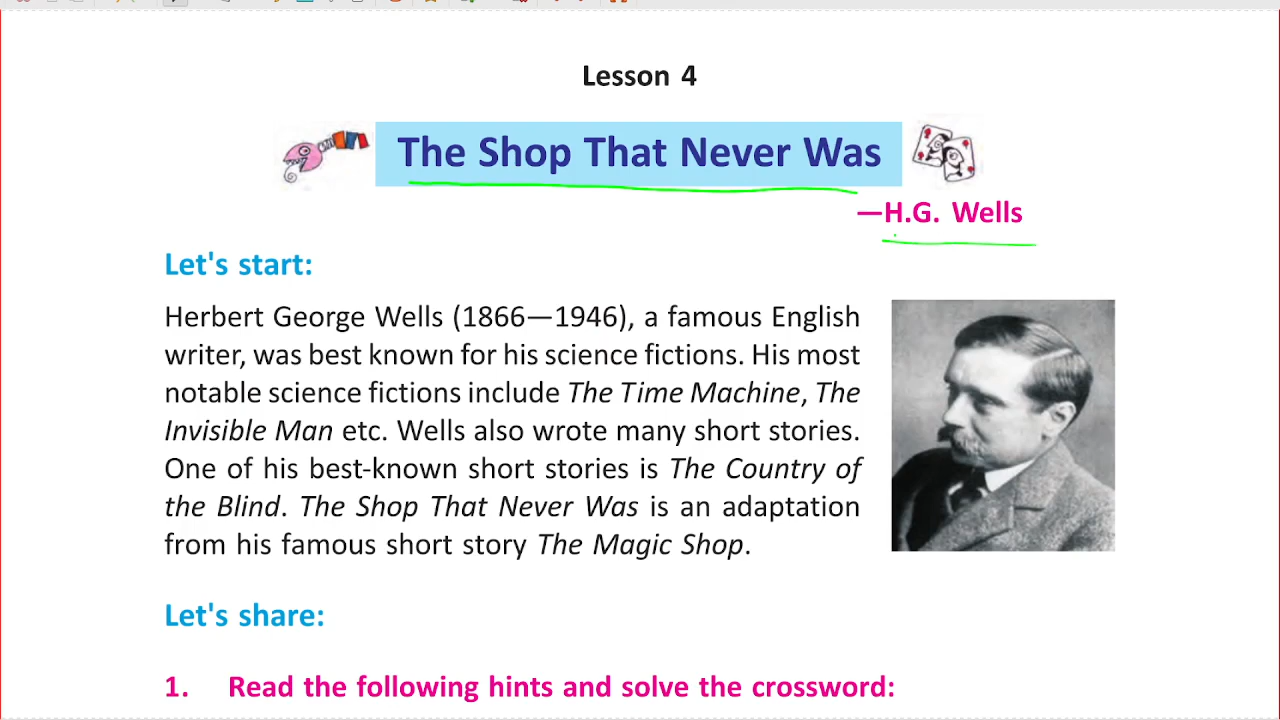 Lesson 4
The Shop That Never Was
—H.G. Wells
Let's start:
Herbert George Wells (1866—1946), a famous English
writer, was best known for his science fictions. His most
notable science fictions include The Time Machine, The
Invisible Man etc. Wells also wrote many short stories.
One of his best-known short stories is The Country of
the Blind. The Shop That Never Was is an adaptation
from his famous short story The Magic Shop.
Let's share:
1. Read the following hints and solve the crossword: